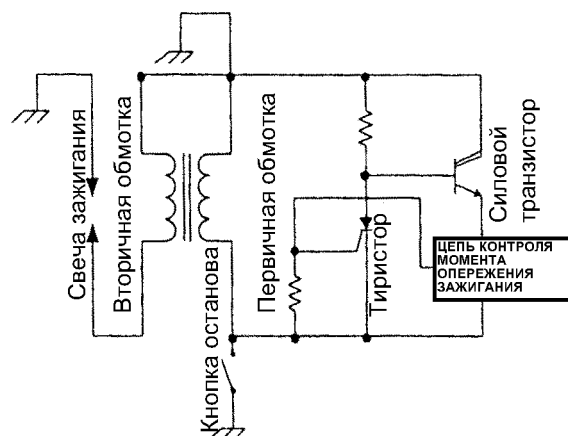 Свеча зажигания
Вторичная обмотка
Кнопка останова
Первичная обмотка
Тиристор
Силовой
транзистор
ЦЕПЬ КОНТРОЛЯ
МОМЕНТА
ОПЕРЕЖЕНИЯ
ЗАЖИГАНИЯ